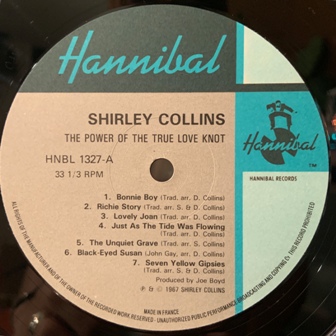 Hannibal
SHIRLEY COLLINS
THE POWER OF THE TRUE LOVE KNOT
HNBL 1327-A
33 1/3 RPM
Hannibal
TM
HANNIBAL RECORDS
1. Bonnie Boy (Trad. arr. D. Collins)
2. Richie Story (Trad. arr. S. & D. Collins)
3. Lovely Joan (Trad. arr. D. Collins)
4. Just As The Tide Was Flowing
(Trad. arr. S. & D. Collins)
5. The Unquiet Grave (Trad. arr. D. Collins)
6. Black-Eyed Susan (John Gay, arr. D. Collins)
7. Seven Yellow Gipsies
(Trad. arr. S. & D. Collins)
Produced by Joe Boyd
℗ & © 1967 SHIRLEY COLLINS
MADE IN FRANCE
ALL RIGHTS OF THE MANUFACTURER AND OF THE OWNER OF THE RECORDED WORK RESERVED - UNAUTHORIZED PUBLIC PERFORMANCE BROADCASTING AND COPYING OF THIS RECORD PROHIBITED